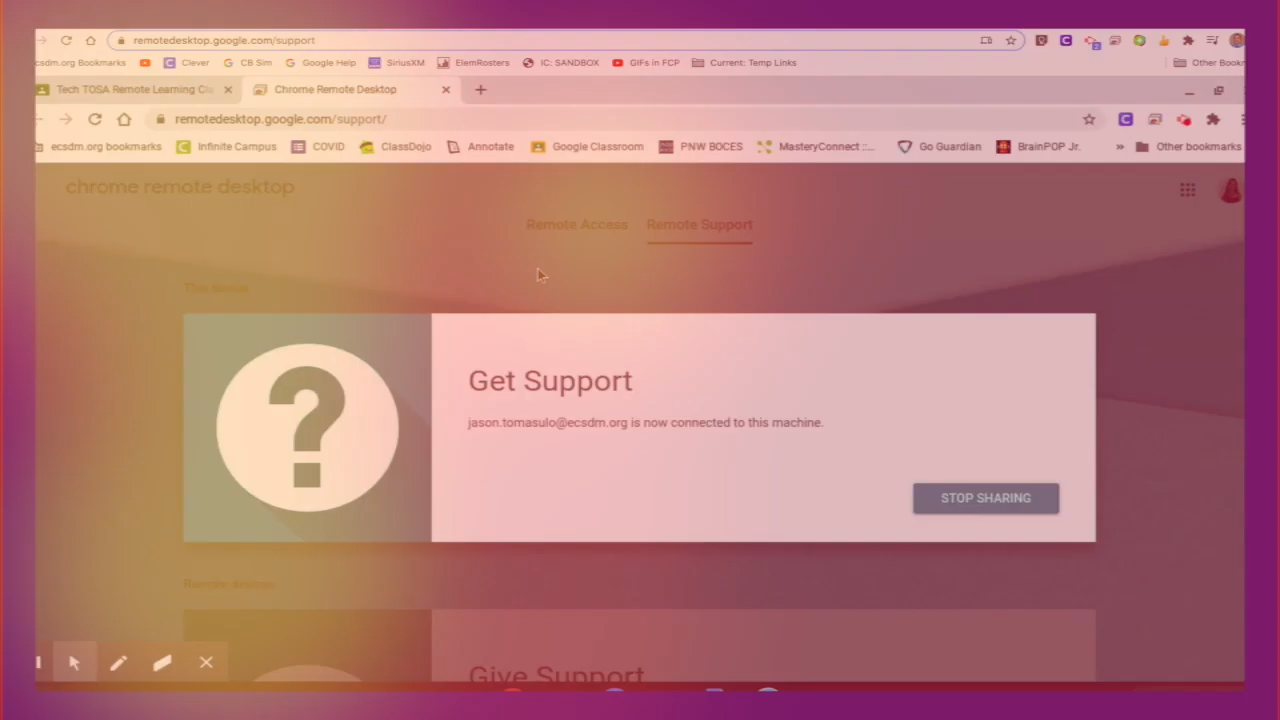 remotedesktop.google.com/support
csdm.org Bookmarks Clever CB Sim Google Help SiriusXM ElemRosters IC: SANDBOX GIFs in FCP Current: Temp Links Other Bookm
Tech TOSA Remote Learning Cla Chrome Remote Desktop
remotedesktop.google.com/support/
ecsdm.org bookmarks Infinite Campus COVID ClassDojo Annotate Google Classroom PNW BOCES MasteryConnect ::... Go Guardian BrainPOP Jr. » Other bookmarks
chrome remote desktop
Remote Access Remote Support
Get Support
jason.tomasulo@ecsdm.org is now connected to this machine.
STOP SHARING
Give Support